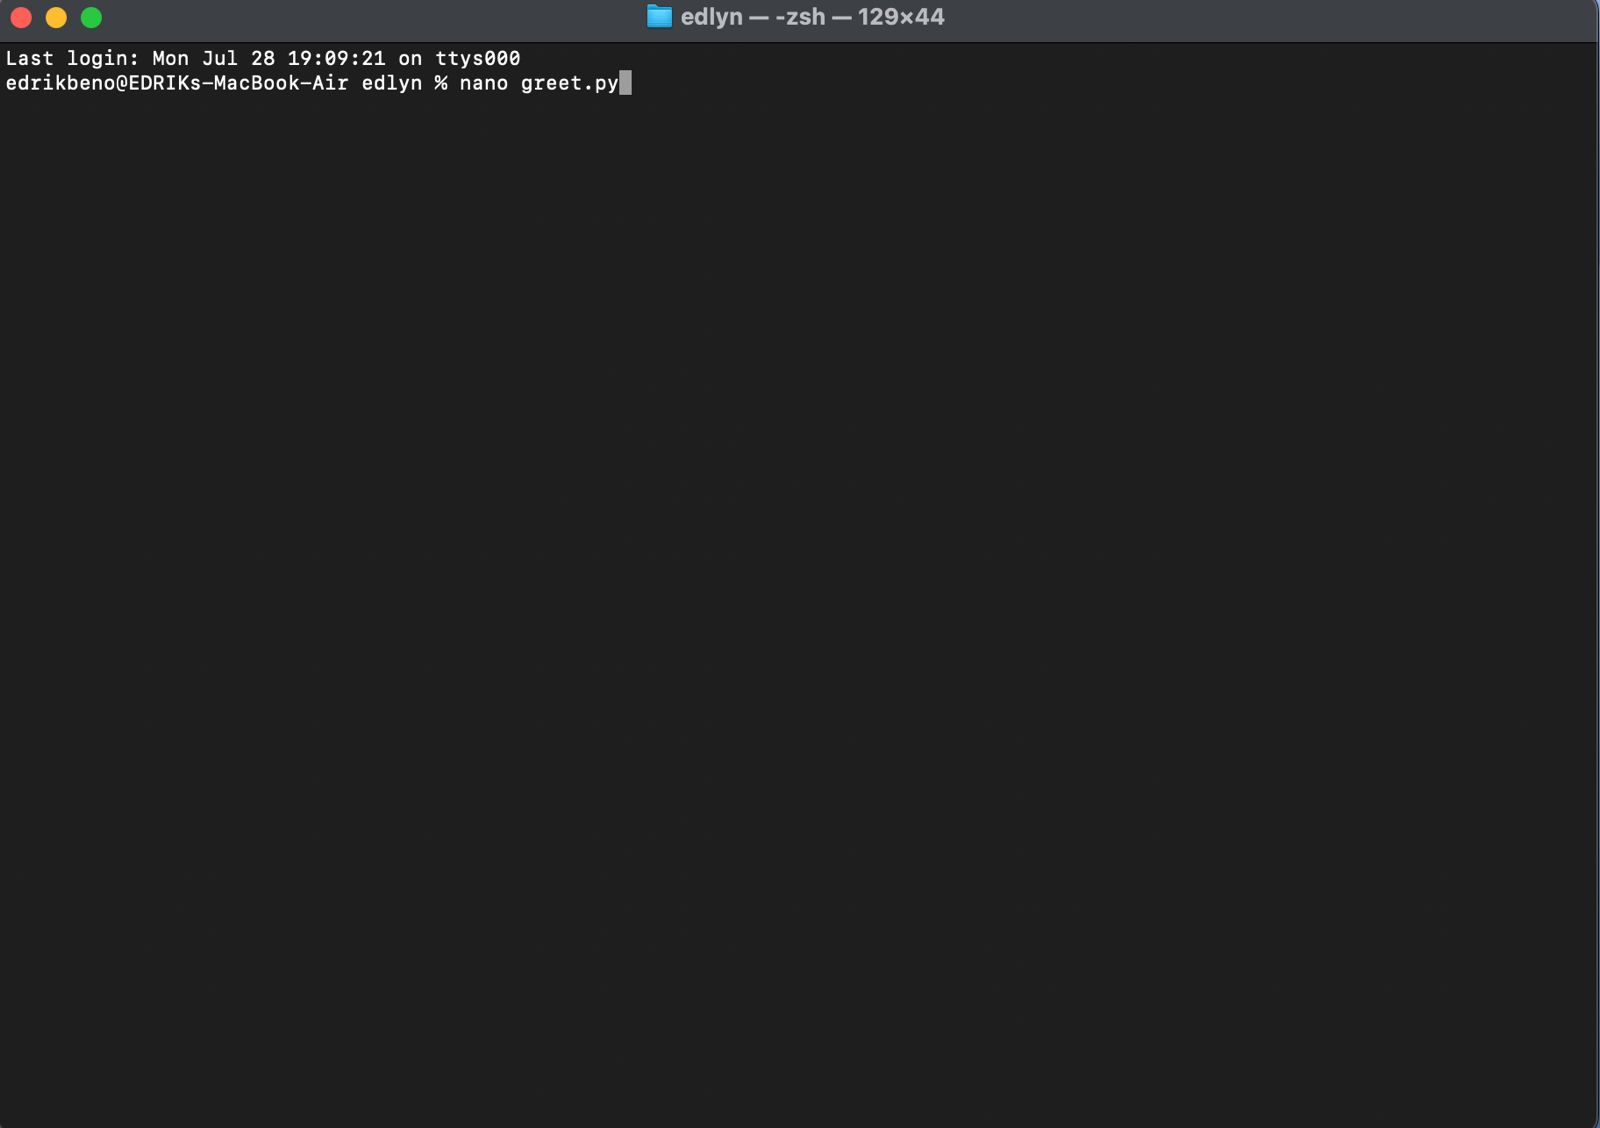 edlyn — -zsh — 129×44
Last login: Mon Jul 28 19:09:21 on ttys000
edrikbeno@EDRIKs-MacBook-Air edlyn % nano greet.py